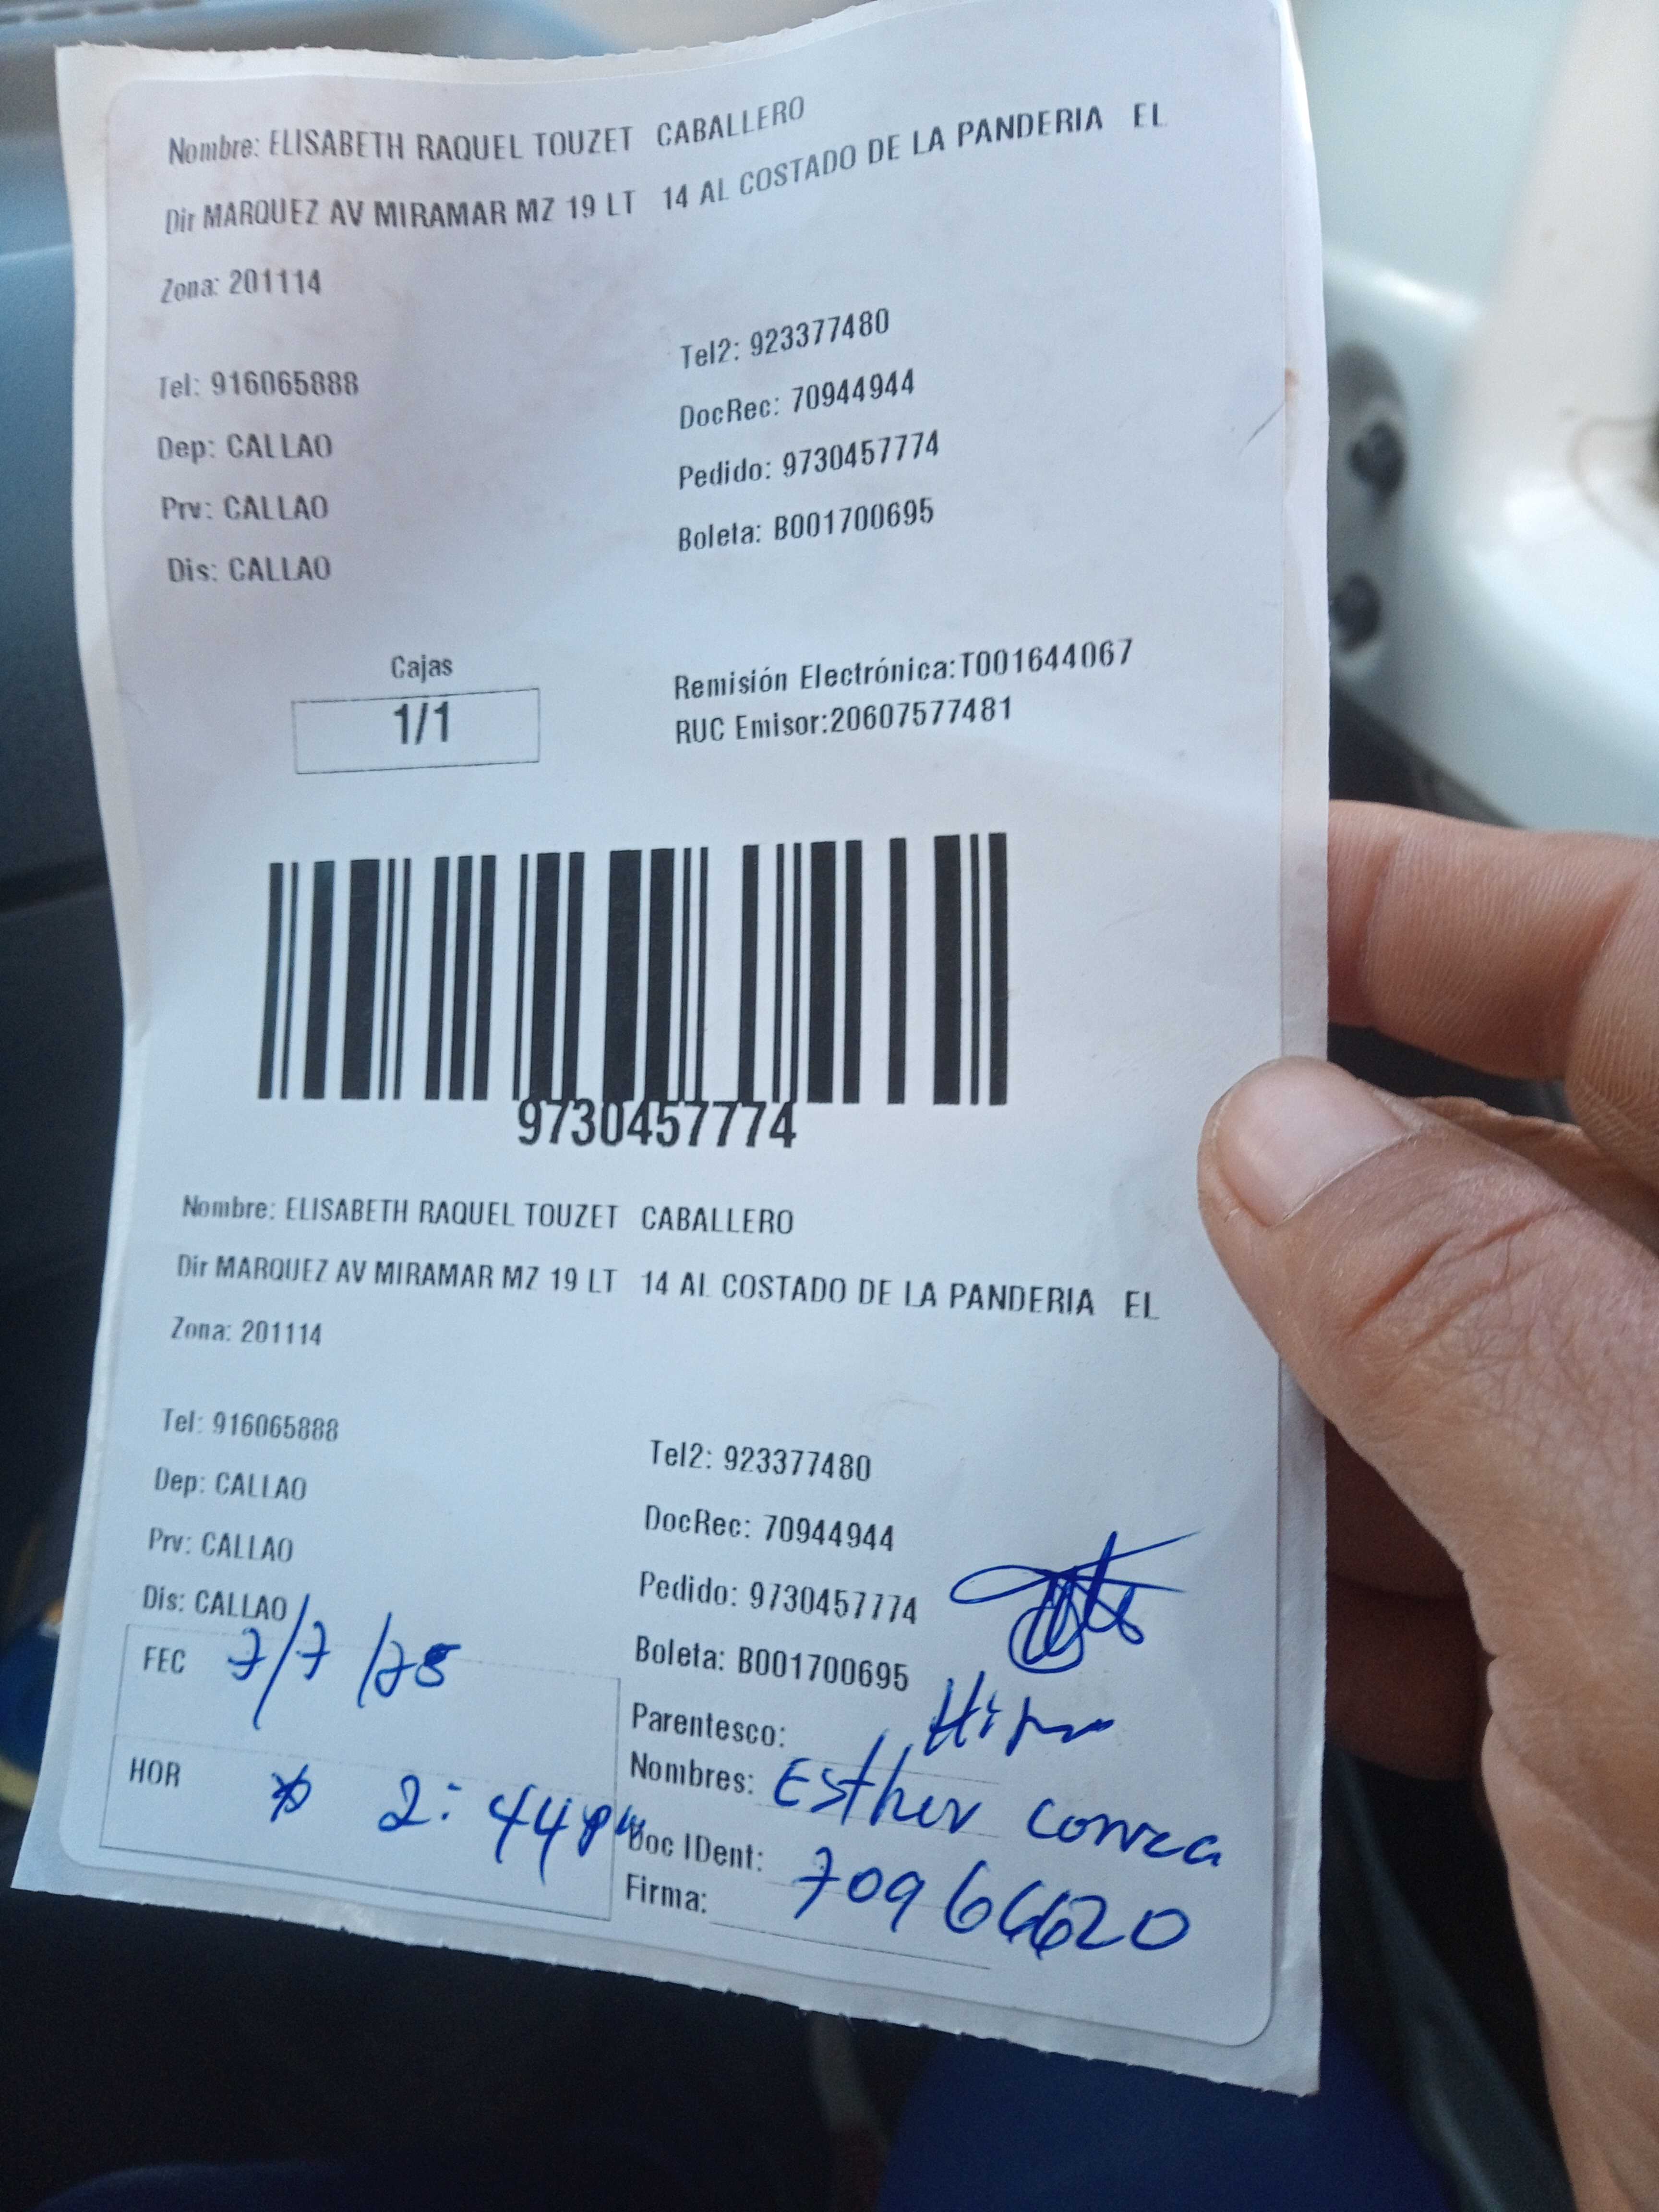 Nombre: ELISABETH RAQUEL TOUZET CABALLERO
Dir MARQUEZ AV MIRAMAR MZ 19 LT 14 AL COSTADO DE LA PANDERIA EL
Zona: 201114
Tel: 916065888
Tel2: 923377480
Dep: CALLAO
DocRec: 70944944
Prv: CALLAO
Pedido: 9730457774
Dis: CALLAO
Boleta: B001700695
Cajas
1/1
Remisión Electrónica:T001644067
RUC Emisor:20607577481
9730457774
Nombre: ELISABETH RAQUEL TOUZET CABALLERO
Dir MARQUEZ AV MIRAMAR MZ 19 LT 14 AL COSTADO DE LA PANDERIA EL
Zona: 201114
Tel: 916065888
Tel2: 923377480
Dep: CALLAO
DocRec: 70944944
Prv: CALLAO
Pedido: 9730457774
Dis: CALLAO
Boleta: B001700695
FEC 7/7/25
HOR 2:44pm
Parentesco:
Nombres: Esther correa
Doc IDent: 70966620
Firma: